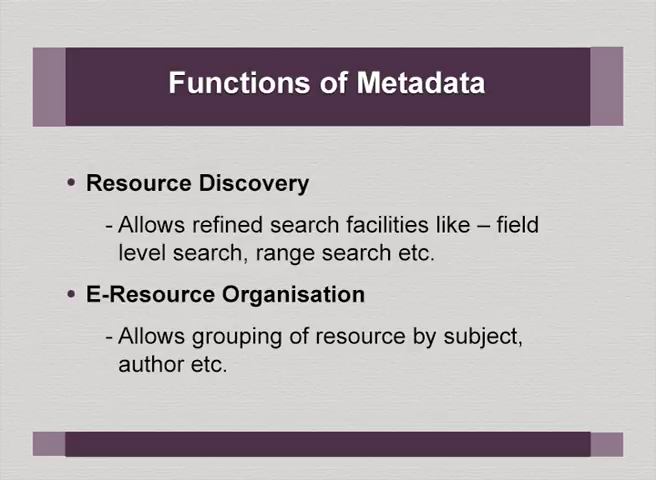 Functions of Metadata
• Resource Discovery
- Allows refined search facilities like – field
level search, range search etc.
• E-Resource Organisation
- Allows grouping of resource by subject,
author etc.